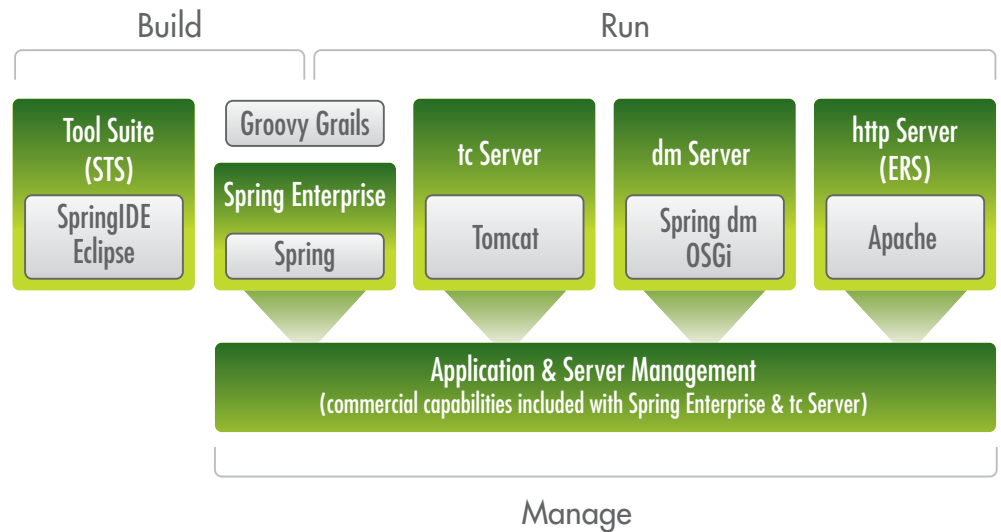 Build
Run
Tool Suite
(STS)
SpringIDE
Eclipse
Groovy Grails
Spring Enterprise
Spring
tc Server
Tomcat
dm Server
Spring dm
OSGi
http Server
(ERS)
Apache
Application & Server Management
(commercial capabilities included with Spring Enterprise & tc Server)
Manage